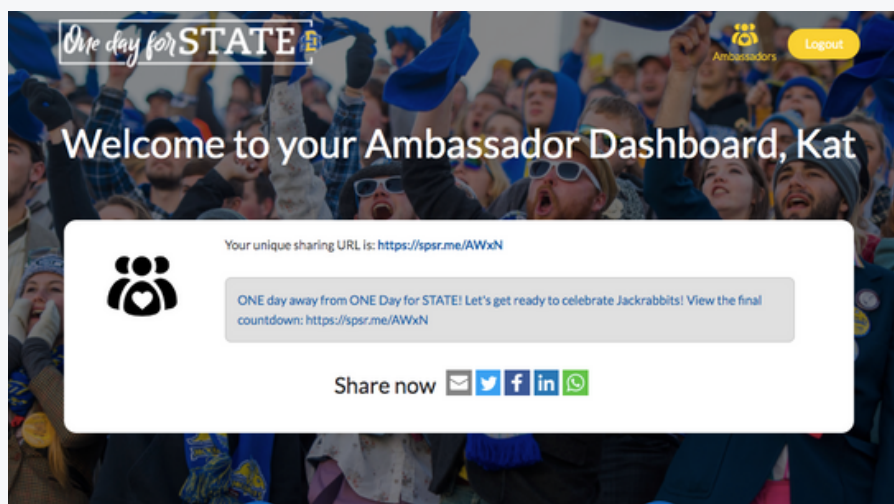 One day for STATE
Ambassadors
Logout
Welcome to your Ambassador Dashboard, Kat
Your unique sharing URL is: https://spsr.me/AWxN
ONE day away from ONE Day for STATE! Let's get ready to celebrate Jackrabbits! View the final
countdown: https://spsr.me/AWxN
Share now